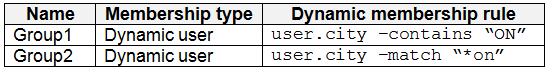 Name Membership type Dynamic membership rule
Group1 Dynamic user user.city –contains “ON”
Group2 Dynamic user user.city –match “*on”